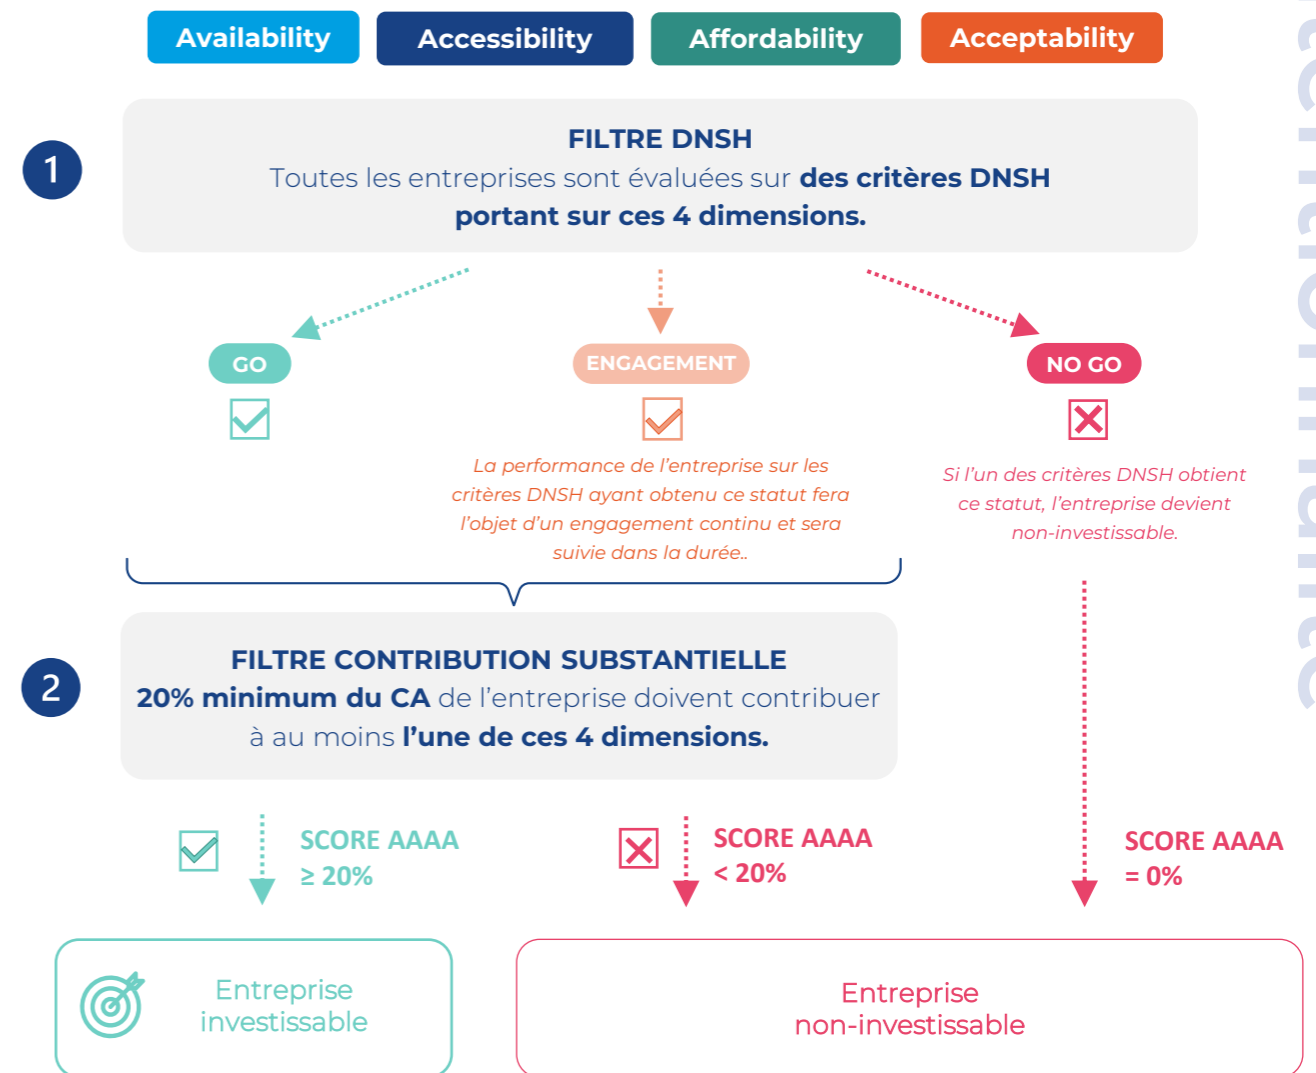 Availability
Accessibility
Affordability
Acceptability
1
FILTRE DNSH
Toutes les entreprises sont évaluées sur des critères DNSH
portant sur ces 4 dimensions.
GO
ENGAGEMENT
NO GO
La performance de l'entreprise sur les
critères DNSH ayant obtenu ce statut fera
l'objet d'un engagement continu et sera
suivie dans la durée..
Si l'un des critères DNSH obtient
ce statut, l'entreprise devient
non-investissable.
2
FILTRE CONTRIBUTION SUBSTANTIELLE
20% minimum du CA de l'entreprise doivent contribuer
à au moins l'une de ces 4 dimensions.
SCORE AAAA
≥ 20%
SCORE AAAA
< 20%
SCORE AAAA
= 0%
Entreprise
investissable
Entreprise
non-investissable